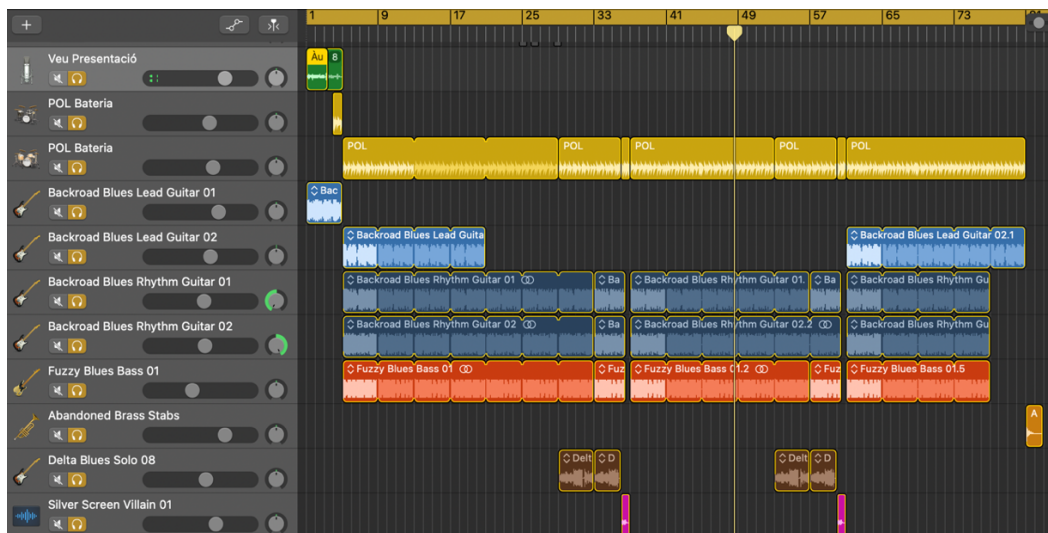 1 9 17 25 33 41 49 57 65 73
Veu Presentació
Àu 8
POL Bateria
POL Bateria
POL POL POL POL POL
Backroad Blues Lead Guitar 01
Bac
Backroad Blues Lead Guitar 02
Backroad Blues Lead Guita Backroad Blues Lead Guitar 02.1
Backroad Blues Rhythm Guitar 01
Backroad Blues Rhythm Guitar 01 Ba Backroad Blues Rhythm Guitar 01. Ba Backroad Blues Rhythm Gu
Backroad Blues Rhythm Guitar 02
Backroad Blues Rhythm Guitar 02 Ba Backroad Blues Rhythm Guitar 02.2 Ba Backroad Blues Rhythm Gu
Fuzzy Blues Bass 01
Fuzzy Blues Bass 01 Fuz Fuzzy Blues Bass 01.2 Fuz Fuzzy Blues Bass 01.5
Abandoned Brass Stabs
A
Delta Blues Solo 08
Delt D Delt D
Silver Screen Villain 01